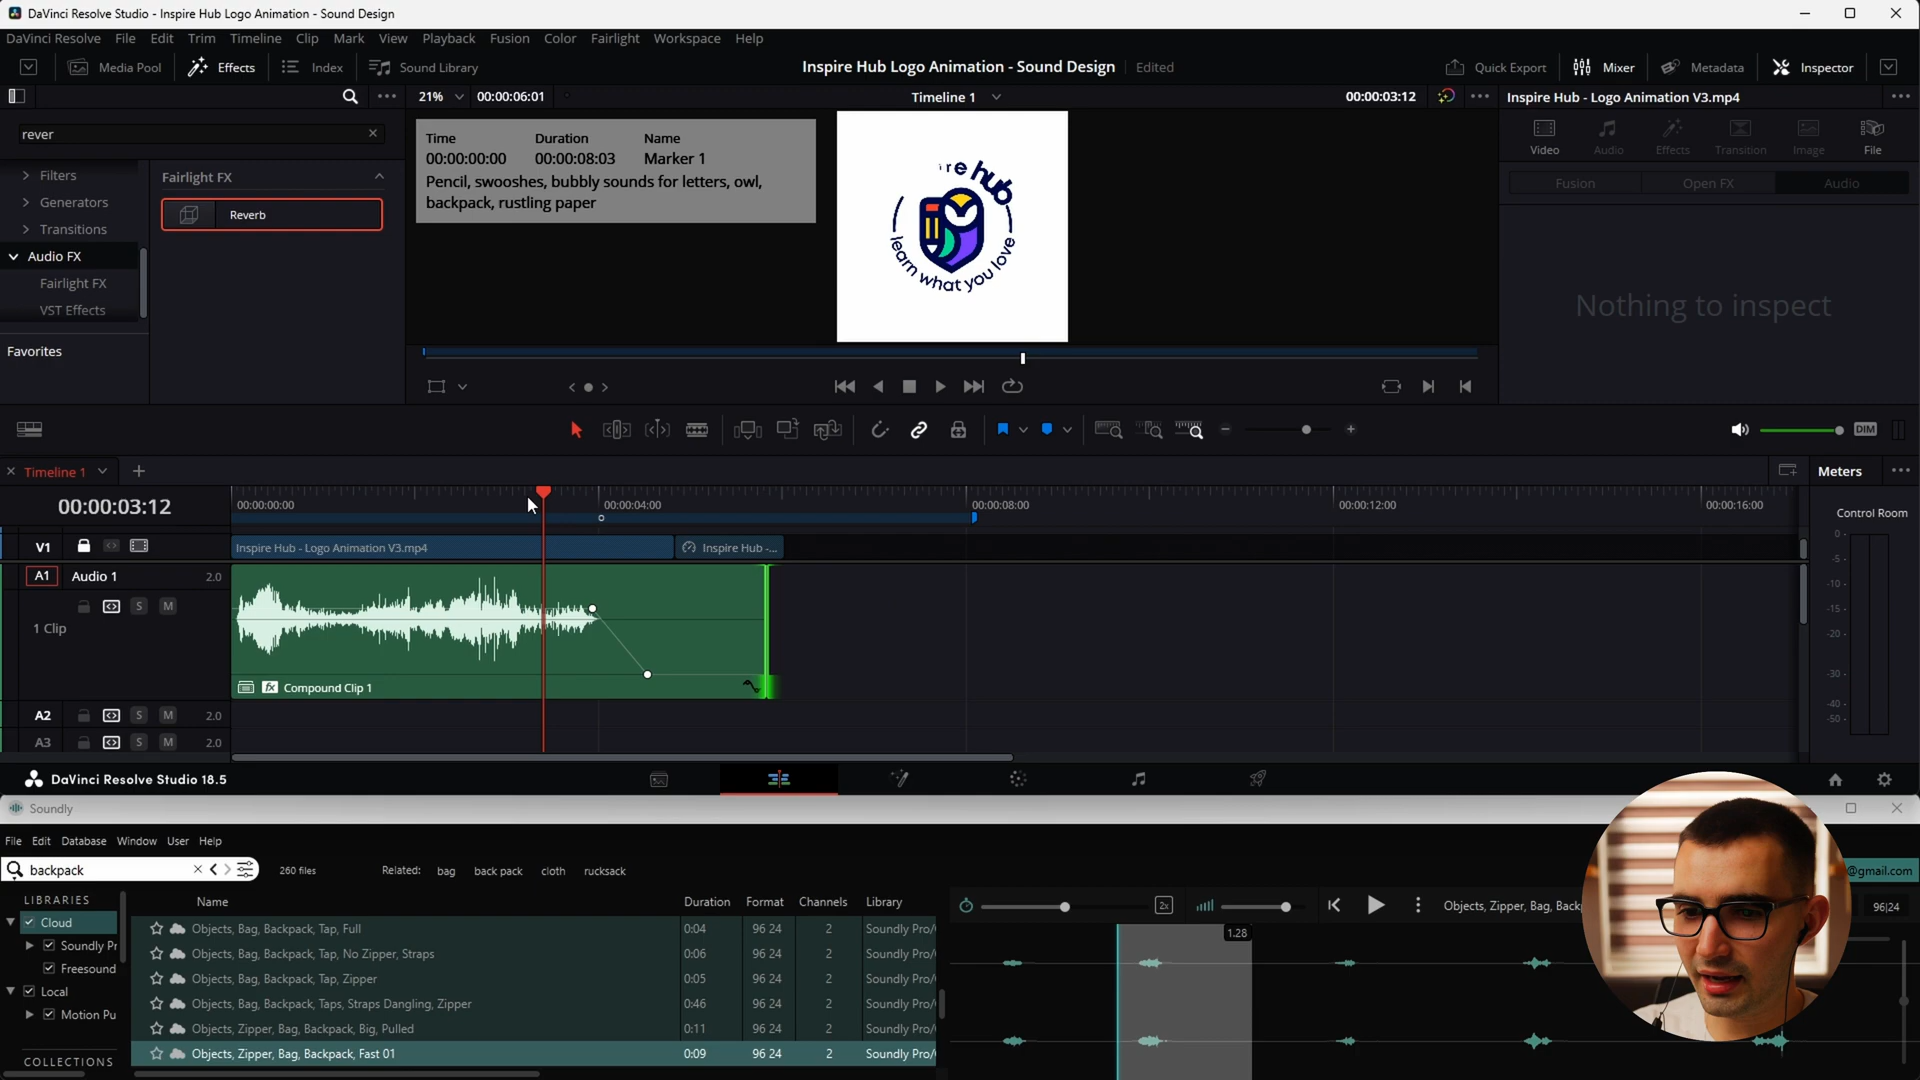 DaVinci Resolve Studio - Inspire Hub Logo Animation - Sound Design
DaVinci Resolve File Edit Trim Timeline Clip Mark View Playback Fusion Color Fairlight Workspace Help
Media Pool Effects Index Sound Library Inspire Hub Logo Animation - Sound Design Edited Quick Export Mixer Metadata Inspector
21% 00:00:06:01 Timeline 1 00:00:03:12 Inspire Hub - Logo Animation V3.mp4
rever
Time Duration Name
00:00:00:00 00:00:08:03 Marker 1
Pencil, swooshes, bubbly sounds for letters, owl,
backpack, rustling paper
re hub
learn what you love
Video Audio Effects Transition Image File
Fusion Open FX Audio
Nothing to inspect
Filters
Generators
Transitions
Audio FX
Fairlight FX
VST Effects
Favorites
Fairlight FX
Reverb
DIM
Timeline 1 Meters
00:00:03:12 00:00:00:00 00:00:04:00 00:00:08:00 00:00:12:00 00:00:16:00 Control Room
V1 Inspire Hub - Logo Animation V3.mp4 Inspire Hub -...
A1 Audio 1 2.0
S M
1 Clip
Compound Clip 1
A2 S M 2.0
A3 S M 2.0
0
-5
-10
-15
-20
-30
-40
-50
DaVinci Resolve Studio 18.5
Soundly
File Edit Database Window User Help
backpack 260 files Related: bag back pack cloth rucksack @gmail.com
LIBRARIES
Cloud
Soundly Pr
Freesound
Local
Motion Pu
COLLECTIONS
Name Duration Format Channels Library
Objects, Bag, Backpack, Tap, Full 0:04 96 24 2 Soundly Pro/
Objects, Bag, Backpack, Tap, No Zipper, Straps 0:06 96 24 2 Soundly Pro/
Objects, Bag, Backpack, Tap, Zipper 0:05 96 24 2 Soundly Pro/
Objects, Bag, Backpack, Taps, Straps Dangling, Zipper 0:46 96 24 2 Soundly Pro/
Objects, Zipper, Bag, Backpack, Big, Pulled 0:11 96 24 2 Soundly Pro/
Objects, Zipper, Bag, Backpack, Fast 01 0:09 96 24 2 Soundly Pro/
2x Objects, Zipper, Bag, Back 96|24
1.28